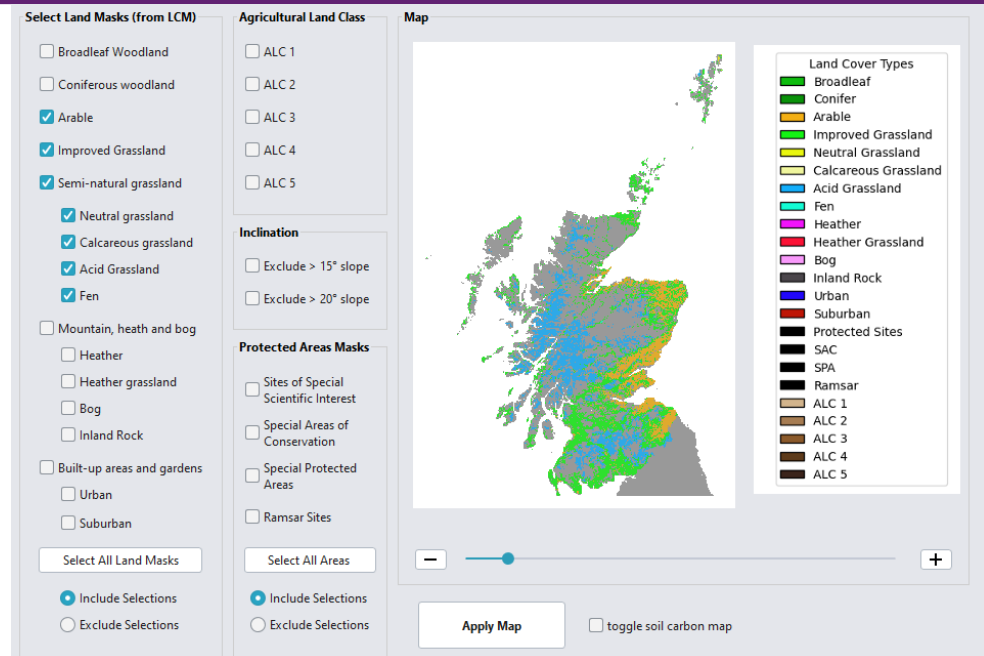 Select Land Masks (from LCM)
Broadleaf Woodland
Coniferous woodland
Arable
Improved Grassland
Semi-natural grassland
Neutral grassland
Calcareous grassland
Acid Grassland
Fen
Mountain, heath and bog
Heather
Heather grassland
Bog
Inland Rock
Built-up areas and gardens
Urban
Suburban
Select All Land Masks
Include Selections
Exclude Selections
Agricultural Land Class
ALC 1
ALC 2
ALC 3
ALC 4
ALC 5
Inclination
Exclude > 15° slope
Exclude > 20° slope
Protected Areas Masks
Sites of Special
Scientific Interest
Special Areas of
Conservation
Special Protected
Areas
Ramsar Sites
Select All Areas
Include Selections
Exclude Selections
Map
Land Cover Types
Broadleaf
Conifer
Arable
Improved Grassland
Neutral Grassland
Calcareous Grassland
Acid Grassland
Fen
Heather
Heather Grassland
Bog
Inland Rock
Urban
Suburban
Protected Sites
SAC
SPA
Ramsar
ALC 1
ALC 2
ALC 3
ALC 4
ALC 5
− +
Apply Map
toggle soil carbon map